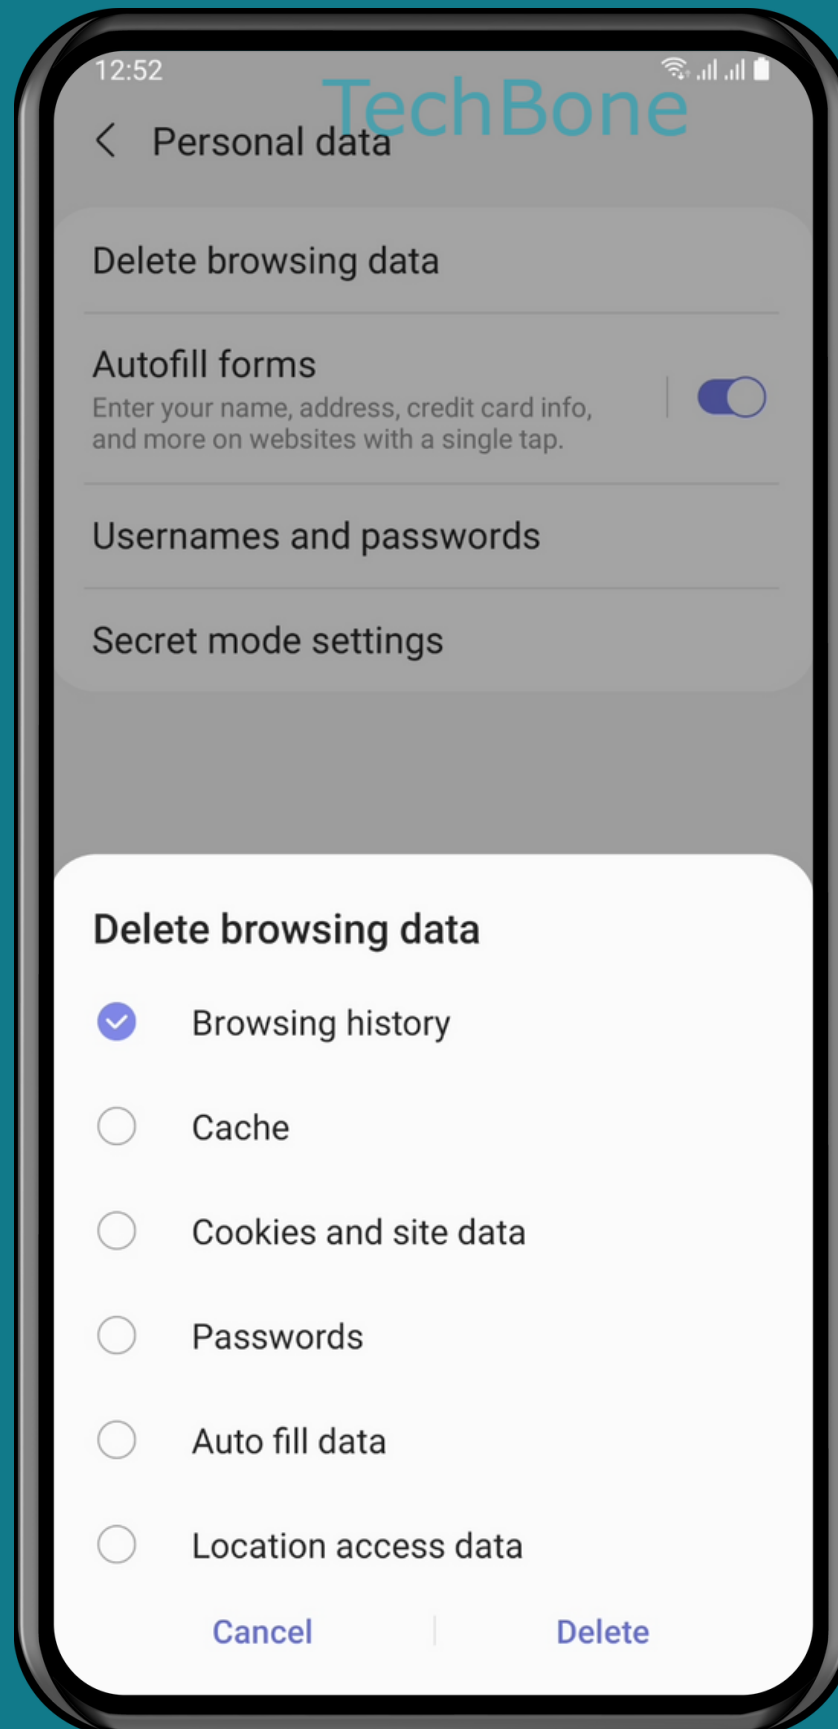 12:52
TechBone
Personal data
Delete browsing data
Autofill forms
Enter your name, address, credit card info,
and more on websites with a single tap.
Usernames and passwords
Secret mode settings
Delete browsing data
Browsing history
Cache
Cookies and site data
Passwords
Auto fill data
Location access data
Cancel
Delete